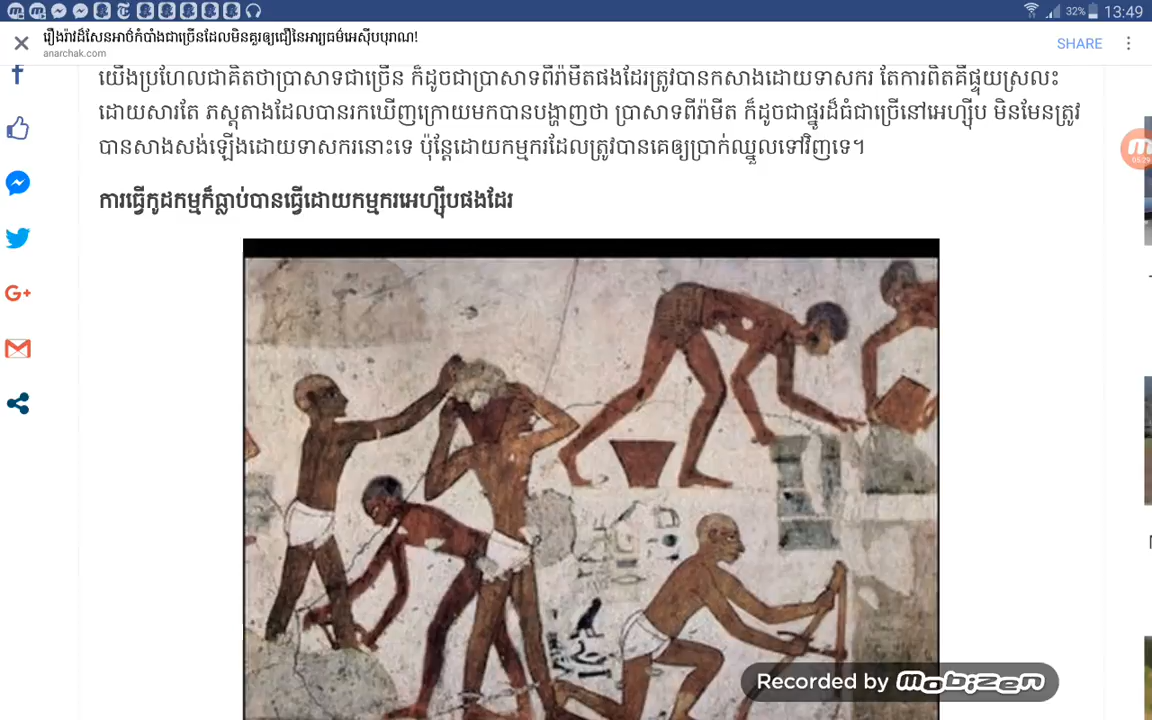 32% 13:49
រឿងរ៉ាវដ៏សែនអាថ៌កំបាំងជាច្រើនដែលមិនគួរឲ្យជឿនៃអារ្យធម៌អេស៊ីបបុរាណ!
anarchak.com
SHARE
យើងប្រហែលជាគិតថាប្រាសាទជាច្រើន ក៏ដូចជាប្រាសាទពីរ៉ាមីតផងដែរត្រូវបានកសាងដោយទាសករ តែការពិតគឺផ្ទុយស្រលះ
ដោយសារតែ ភស្តុតាងដែលបានរកឃើញក្រោយមកបានបង្ហាញថា ប្រាសាទពីរ៉ាមីត ក៏ដូចជាផ្នូរដ៏ធំជាច្រើនៅអេហ្ស៊ីប មិនមែនត្រូវ
បានសាងសង់ឡើងដោយទាសករនោះទេ ប៉ុន្តែដោយកម្មករដែលត្រូវបានគេឲ្យប្រាក់ឈ្នួលទៅវិញទេ។
05:29
ការធ្វើកូដកម្មក៏ធ្លាប់បានធ្វើដោយកម្មករអេហ្ស៊ីបផងដែរ
G+
Recorded by mobizen